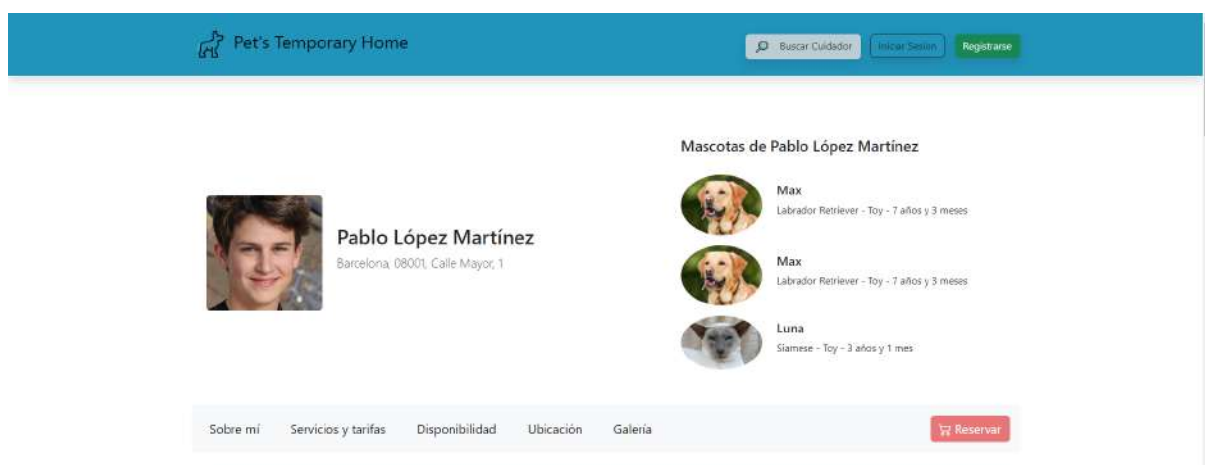 Pet's Temporary Home
Buscar Cuidador
Iniciar Sesión
Registrarse
Mascotas de Pablo López Martínez
Max
Labrador Retriever - Toy - 7 años y 3 meses
Pablo López Martínez
Barcelona, 08001, Calle Mayor, 1
Max
Labrador Retriever - Toy - 7 años y 3 meses
Luna
Siamese - Toy - 3 años y 1 mes
Sobre mí
Servicios y tarifas
Disponibilidad
Ubicación
Galería
Reservar